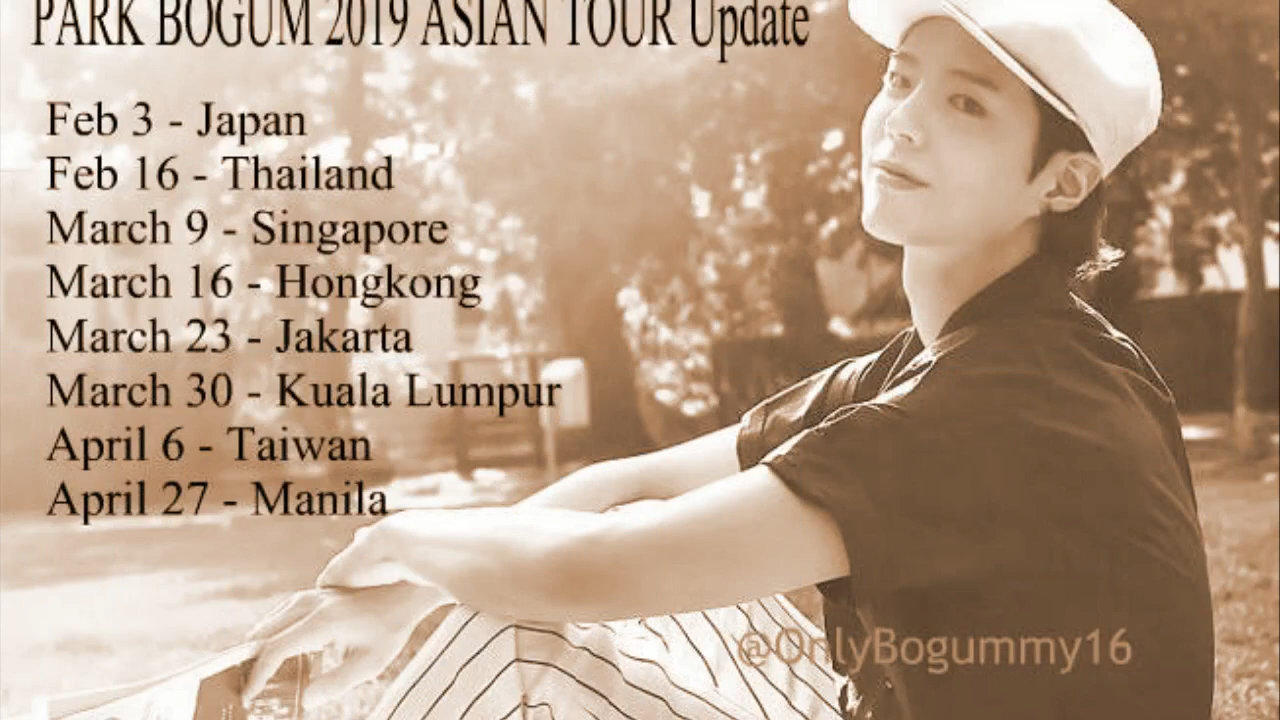 PARK BOGUM 2019 ASIAN TOUR Update
Feb 3 - Japan
Feb 16 - Thailand
March 9 - Singapore
March 16 - Hongkong
March 23 - Jakarta
March 30 - Kuala Lumpur
April 6 - Taiwan
April 27 - Manila
@OnlyBogummy16